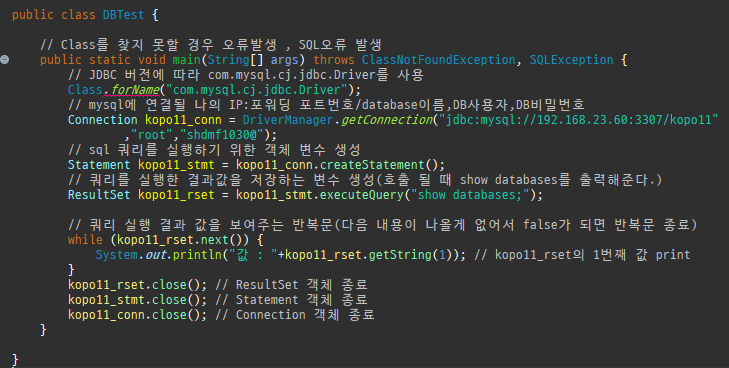 public class DBTest {
// Class를 찾지 못할 경우 오류발생 , SQL오류 발생
public static void main(String[] args) throws ClassNotFoundException, SQLException {
// JDBC 버전에 따라 com.mysql.cj.jdbc.Driver를 사용
Class.forName("com.mysql.cj.jdbc.Driver");
// mysql에 연결될 나의 IP:포워딩 포트번호/database이름,DB사용자,DB비밀번호
Connection kopo11_conn = DriverManager.getConnection("jdbc:mysql://192.168.23.60:3307/kopo11"
,"root","shdmf1030@");
// sql 쿼리를 실행하기 위한 객체 변수 생성
Statement kopo11_stmt = kopo11_conn.createStatement();
// 쿼리를 실행한 결과값을 저장하는 변수 생성(호출 될 때 show databases를 출력해준다.)
ResultSet kopo11_rset = kopo11_stmt.executeQuery("show databases;");
// 쿼리 실행 결과 값을 보여주는 반복문(다음 내용이 나올게 없어서 false가 되면 반복문 종료)
while (kopo11_rset.next()) {
System.out.println("값 : "+kopo11_rset.getString(1)); // kopo11_rset의 1번째 값 print
}
kopo11_rset.close(); // ResultSet 객체 종료
kopo11_stmt.close(); // Statement 객체 종료
kopo11_conn.close(); // Connection 객체 종료
}
}